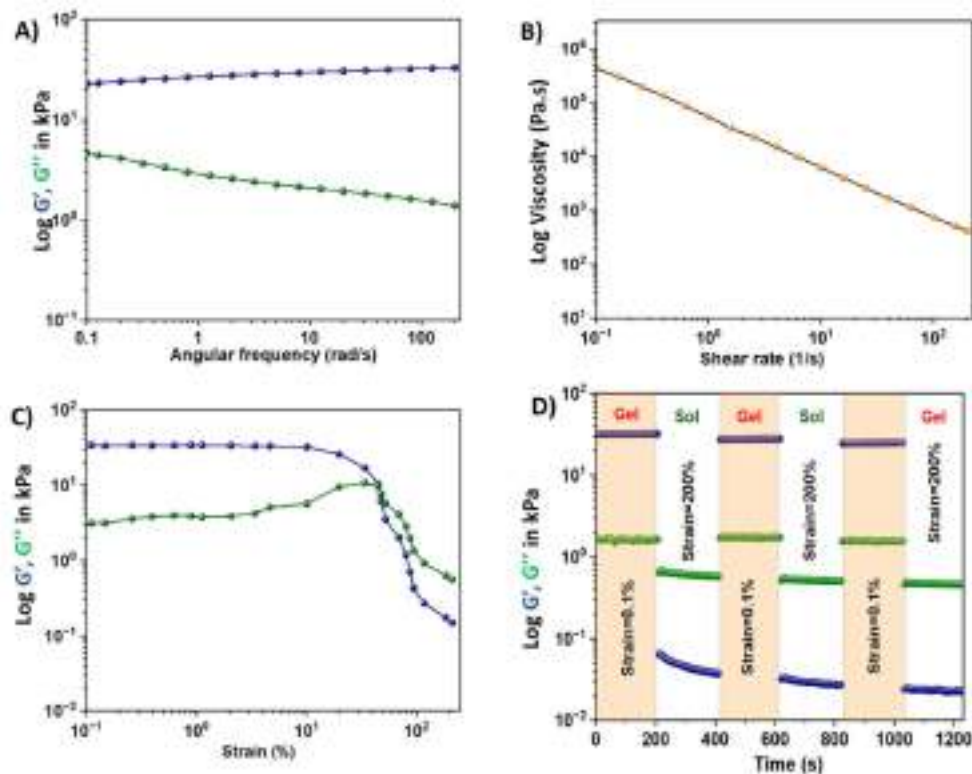 A)
Log G', G'' in kPa
10³
10²
10¹
10⁰
10⁻¹
0.1 1 10 100
Angular frequency (rad/s)
B)
Log Viscosity (Pa.s)
10⁶
10⁵
10⁴
10³
10²
10¹
10⁻¹ 10⁰ 10¹ 10²
Shear rate (1/s)
C)
Log G', G'' in kPa
10²
10¹
10⁰
10⁻¹
10⁻²
10⁻¹ 10⁰ 10¹ 10²
Strain (%)
D)
Log G', G'' in kPa
10²
10¹
10⁰
10⁻¹
10⁻²
Gel Sol Gel Sol Gel
Strain=0.1%
Strain=200%
Strain=0.1%
Strain=200%
Strain=0.1%
Strain=200%
0 200 400 600 800 1000 1200
Time (s)